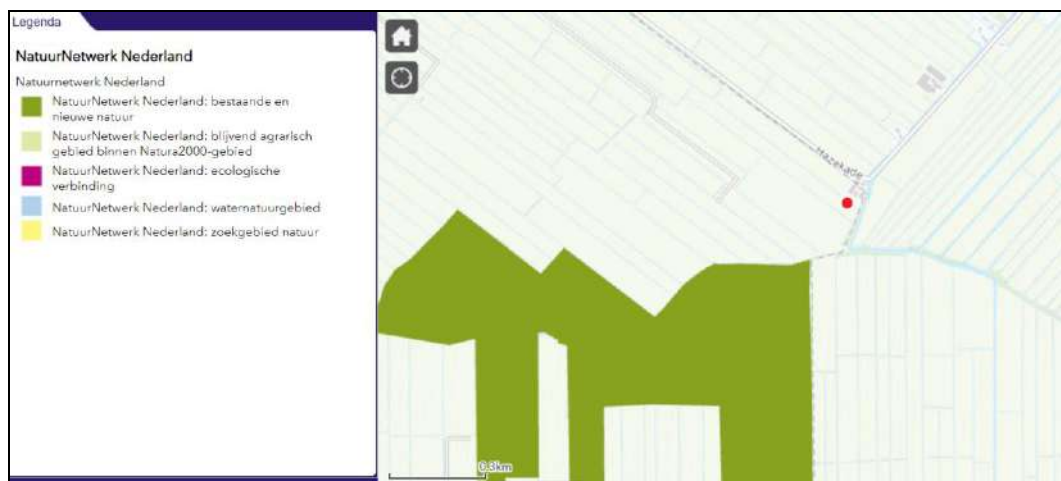 Legenda
NatuurNetwerk Nederland
Natuurnetwerk Nederland
NatuurNetwerk Nederland: bestaande en
nieuwe natuur
NatuurNetwerk Nederland: blijvend agrarisch
gebied binnen Natura2000-gebied
NatuurNetwerk Nederland: ecologische
verbinding
NatuurNetwerk Nederland: waternatuurgebied
NatuurNetwerk Nederland: zoekgebied natuur
Hazekade
0.3km